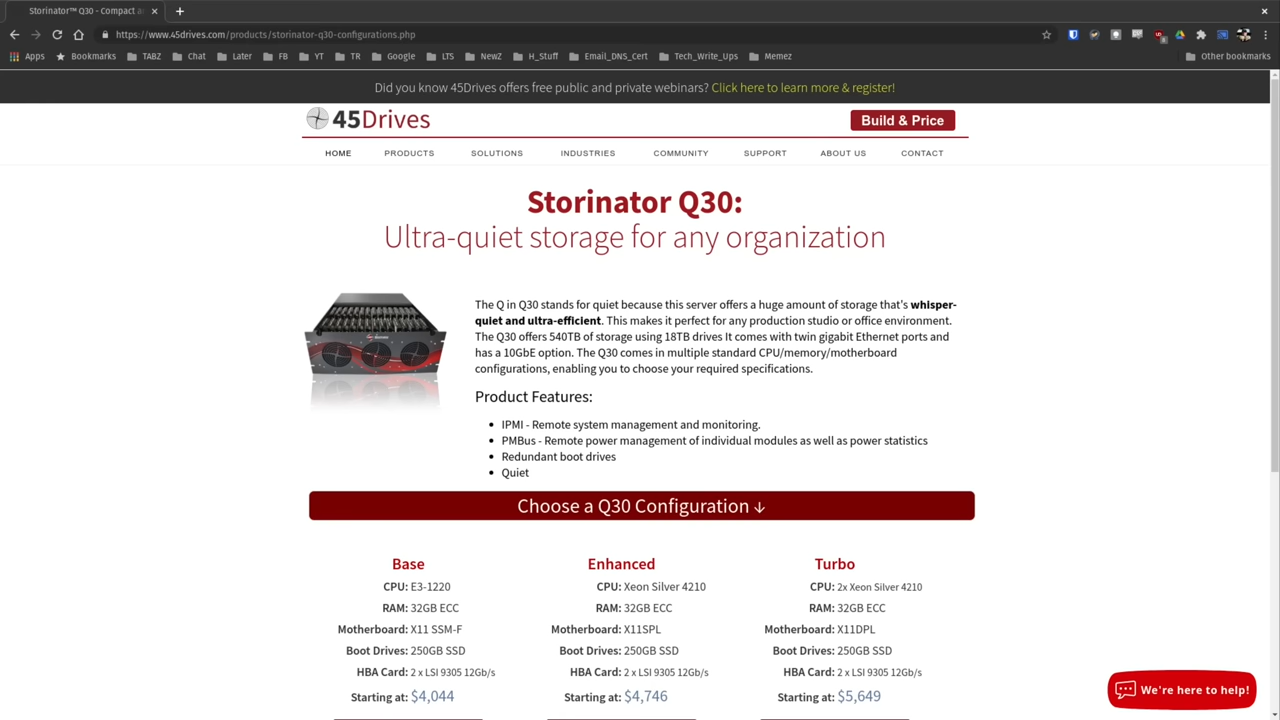 Storinator™ Q30 - Compact a
https://www.45drives.com/products/storinator-q30-configurations.php
Apps Bookmarks TABZ Chat Later FB YT TR Google LTS NewZ H_Stuff Email_DNS_Cert Tech_Write_Ups Memez Other bookmarks
Did you know 45Drives offers free public and private webinars? Click here to learn more & register!
45Drives
Build & Price
HOME PRODUCTS SOLUTIONS INDUSTRIES COMMUNITY SUPPORT ABOUT US CONTACT
Storinator Q30:
Ultra-quiet storage for any organization
The Q in Q30 stands for quiet because this server offers a huge amount of storage that's whisper-
quiet and ultra-efficient. This makes it perfect for any production studio or office environment.
The Q30 offers 540TB of storage using 18TB drives It comes with twin gigabit Ethernet ports and
has a 10GbE option. The Q30 comes in multiple standard CPU/memory/motherboard
configurations, enabling you to choose your required specifications.
Product Features:
• IPMI - Remote system management and monitoring.
• PMBus - Remote power management of individual modules as well as power statistics
• Redundant boot drives
• Quiet
Choose a Q30 Configuration ↓
Base
CPU: E3-1220
RAM: 32GB ECC
Motherboard: X11 SSM-F
Boot Drives: 250GB SSD
HBA Card: 2 x LSI 9305 12Gb/s
Starting at: $4,044
Enhanced
CPU: Xeon Silver 4210
RAM: 32GB ECC
Motherboard: X11SPL
Boot Drives: 250GB SSD
HBA Card: 2 x LSI 9305 12Gb/s
Starting at: $4,746
Turbo
CPU: 2x Xeon Silver 4210
RAM: 32GB ECC
Motherboard: X11DPL
Boot Drives: 250GB SSD
HBA Card: 2 x LSI 9305 12Gb/s
Starting at: $5,649
We're here to help!